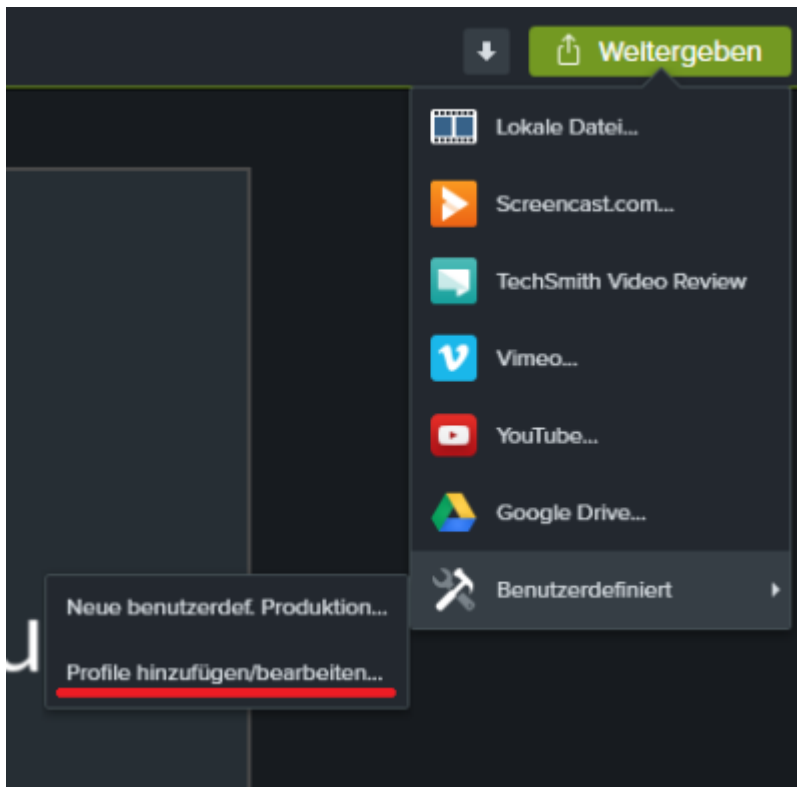 Weitergeben
Lokale Datei...
Screencast.com...
TechSmith Video Review
Vimeo...
YouTube...
Google Drive...
Benutzerdefiniert
Neue benutzerdef. Produktion...
Profile hinzufügen/bearbeiten...
u